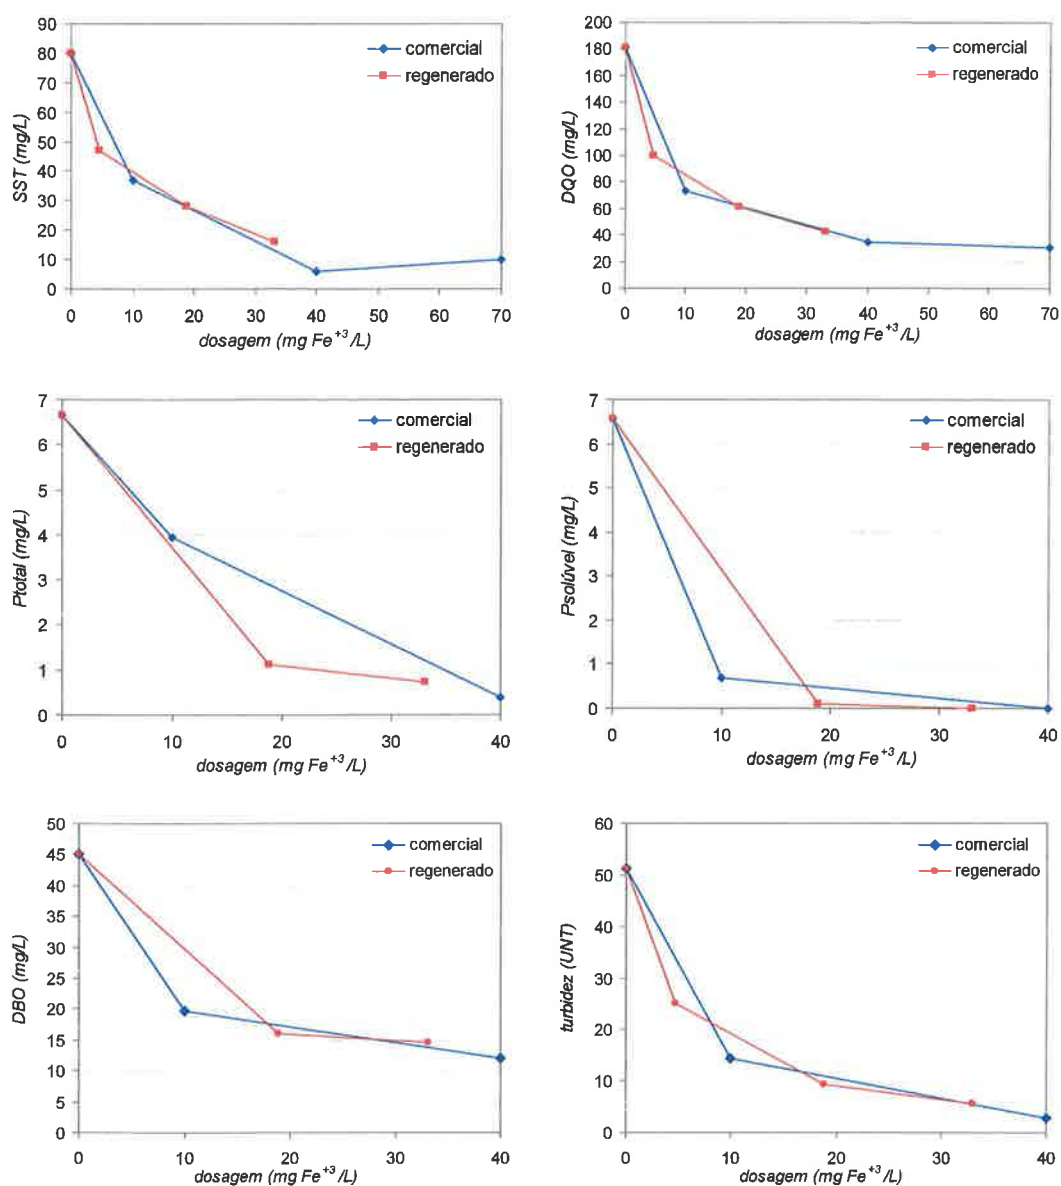 90
80
70
60
50
40
30
20
10
0
SST (mg/L)
comercial
regenerado
0 10 20 30 40 50 60 70
dosagem (mg Fe⁺³/L)
200
180
160
140
120
100
80
60
40
20
0
DQO (mg/L)
comercial
regenerado
0 10 20 30 40 50 60 70
dosagem (mg Fe⁺³/L)
7
6
5
4
3
2
1
0
Ptotal (mg/L)
comercial
regenerado
0 10 20 30 40
dosagem (mg Fe⁺³/L)
7
6
5
4
3
2
1
0
Psolúvel (mg/L)
comercial
regenerado
0 10 20 30 40
dosagem (mg Fe⁺³/L)
50
45
40
35
30
25
20
15
10
5
0
DBO (mg/L)
comercial
regenerado
0 10 20 30 40
dosagem (mg Fe⁺³/L)
60
50
40
30
20
10
0
turbidez (UNT)
comercial
regenerado
0 10 20 30 40
dosagem (mg Fe⁺³/L)